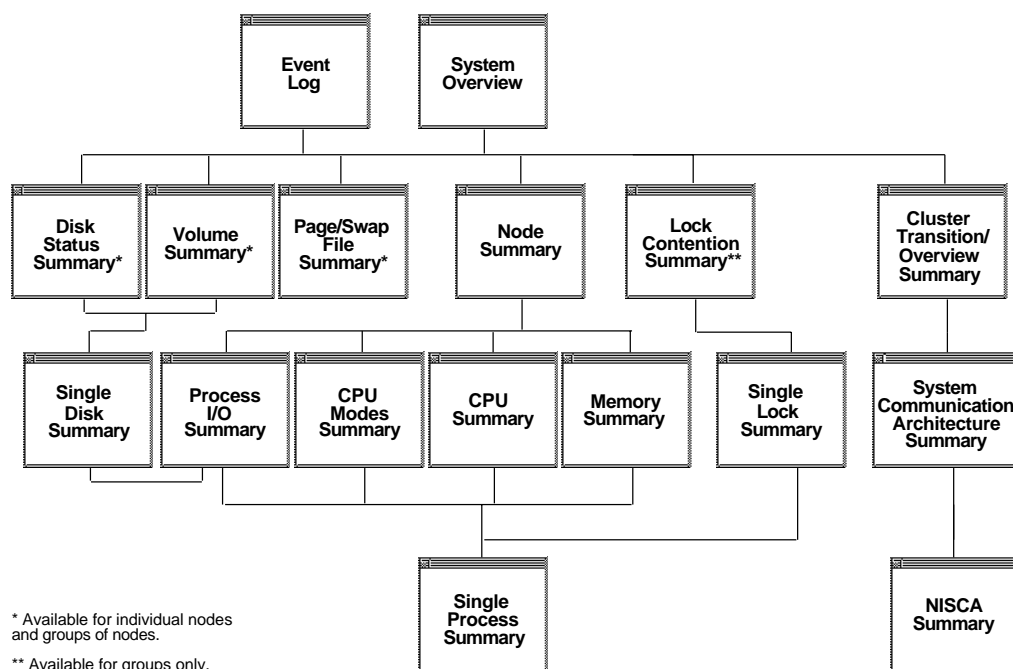 Event
Log
System
Overview
Disk
Status
Summary*
Volume
Summary*
Page/Swap
File
Summary*
Node
Summary
Lock
Contention
Summary**
Cluster
Transition/
Overview
Summary
Single
Disk
Summary
Process
I/O
Summary
CPU
Modes
Summary
CPU
Summary
Memory
Summary
Single
Lock
Summary
System
Communication
Architecture
Summary
Single
Process
Summary
NISCA
Summary
* Available for individual nodes
and groups of nodes.
** Available for groups only.